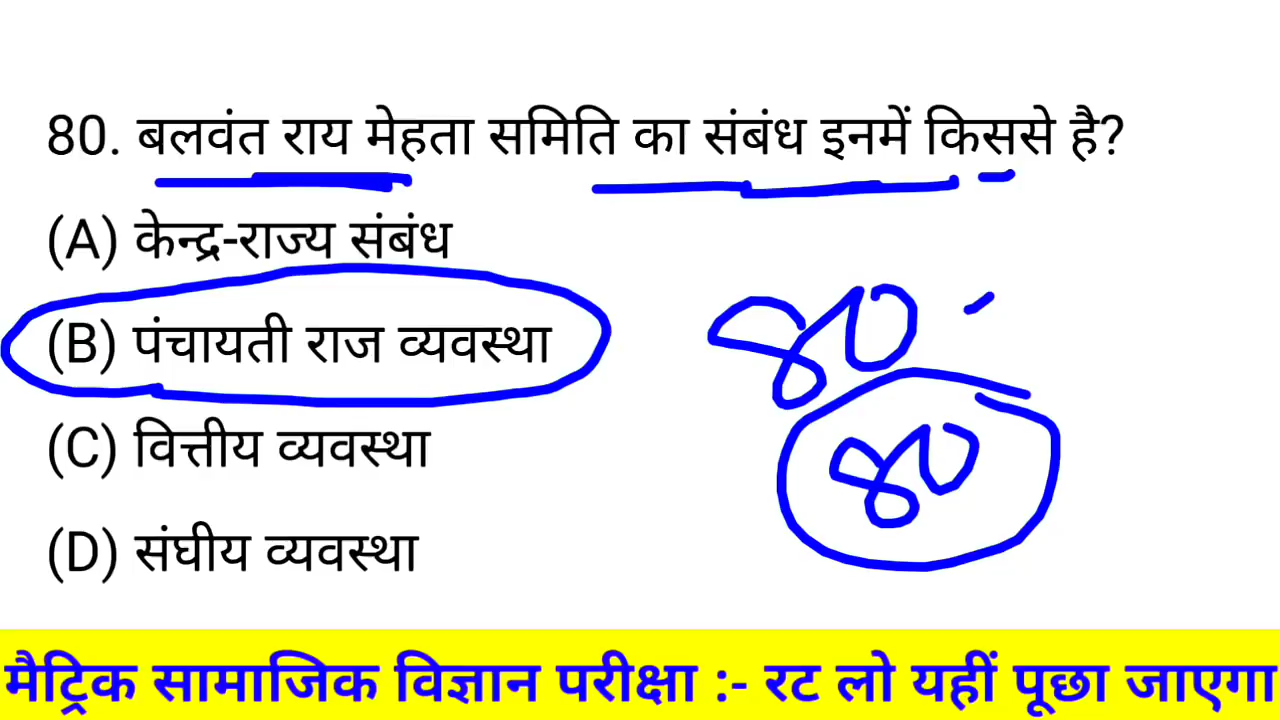 80. बलवंत राय मेहता समिति का संबंध इनमें किससे है?
(A) केन्द्र-राज्य संबंध
(B) पंचायती राज व्यवस्था
80
(C) वित्तीय व्यवस्था
80
(D) संघीय व्यवस्था
मैट्रिक सामाजिक विज्ञान परीक्षा :- रट लो यहीं पूछा जाएगा